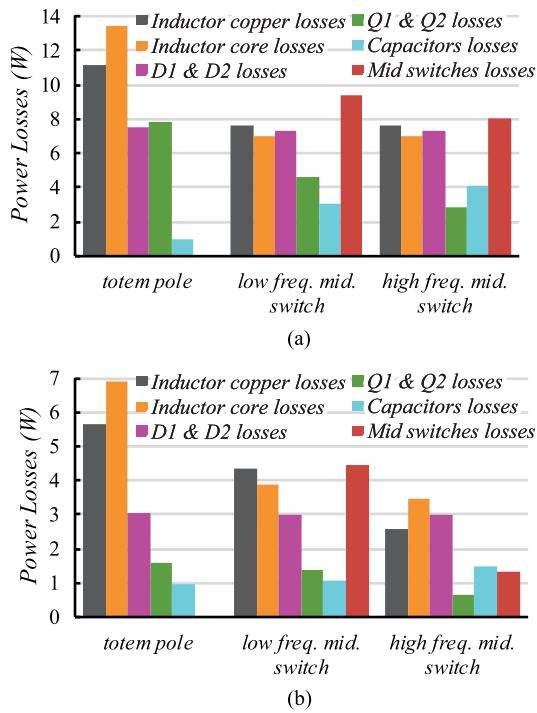 14
12
10
8
6
4
2
0
Power Losses (W)
Inductor copper losses
Inductor core losses
D1 & D2 losses
Q1 & Q2 losses
Capacitors losses
Mid switches losses
totem pole
low freq. mid.
switch
high freq. mid.
switch
(a)
7
6
5
4
3
2
1
0
Power Losses (W)
Inductor copper losses
Inductor core losses
D1 & D2 losses
Q1 & Q2 losses
Capacitors losses
Mid switches losses
totem pole
low freq. mid.
switch
high freq. mid.
switch
(b)